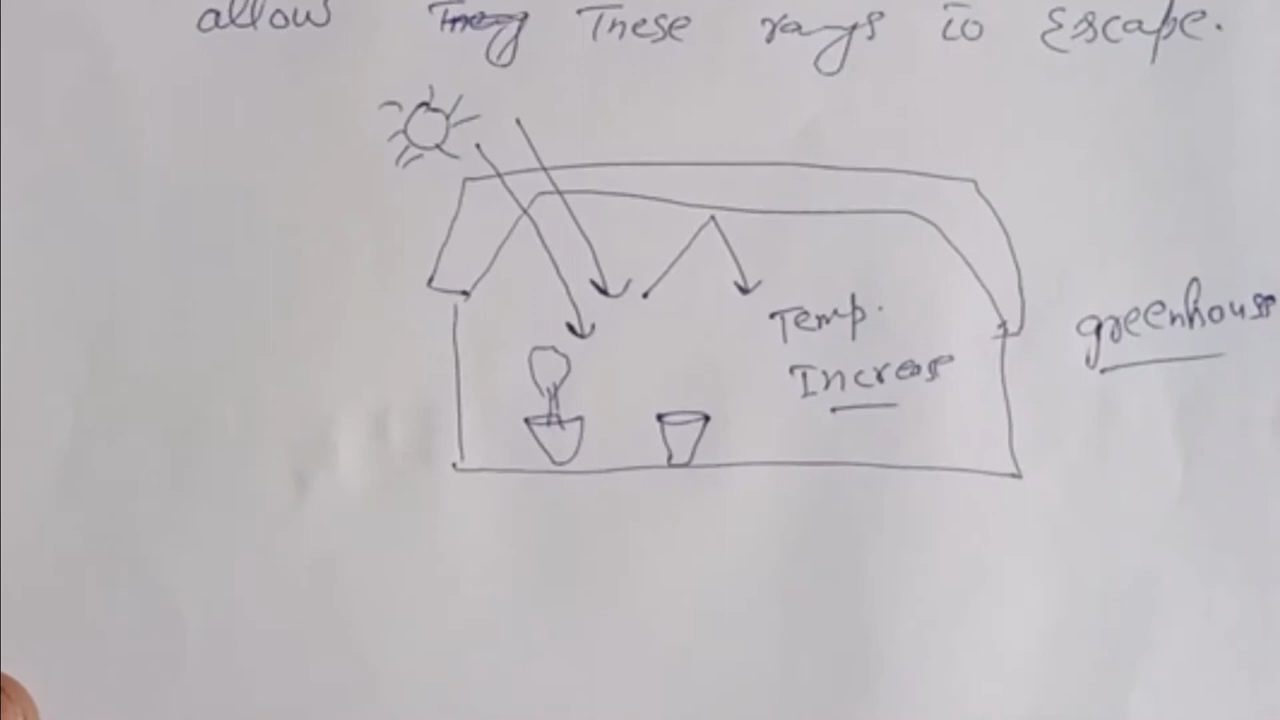 allow These rays to Escape.
Temp.
Increas
greenhouse